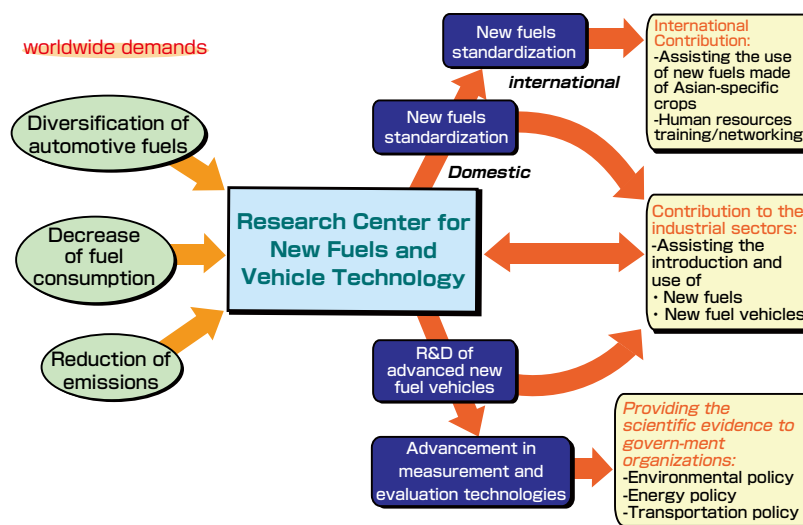 worldwide demands
Diversification of
automotive fuels
Decrease
of fuel
consumption
Reduction of
emissions
Research Center for
New Fuels and
Vehicle Technology
New fuels
standardization
international
New fuels
standardization
Domestic
R&D of
advanced new
fuel vehicles
Advancement in
measurement and
evaluation technologies
International
Contribution:
-Assisting the use
of new fuels made
of Asian-specific
crops
-Human resources
training/networking
Contribution to the
industrial sectors:
-Assisting the
introduction and
use of
・New fuels
・New fuel vehicles
Providing the
scientific evidence to
govern-ment
organizations:
-Environmental policy
-Energy policy
-Transportation policy